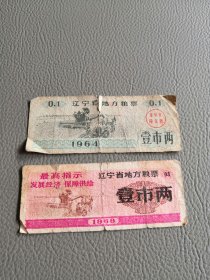 0.1 辽宁省地方粮票 0.1
壹市两
1964
最高指示 辽宁省地方粮票
发展经济 保障供给
壹市两
1968